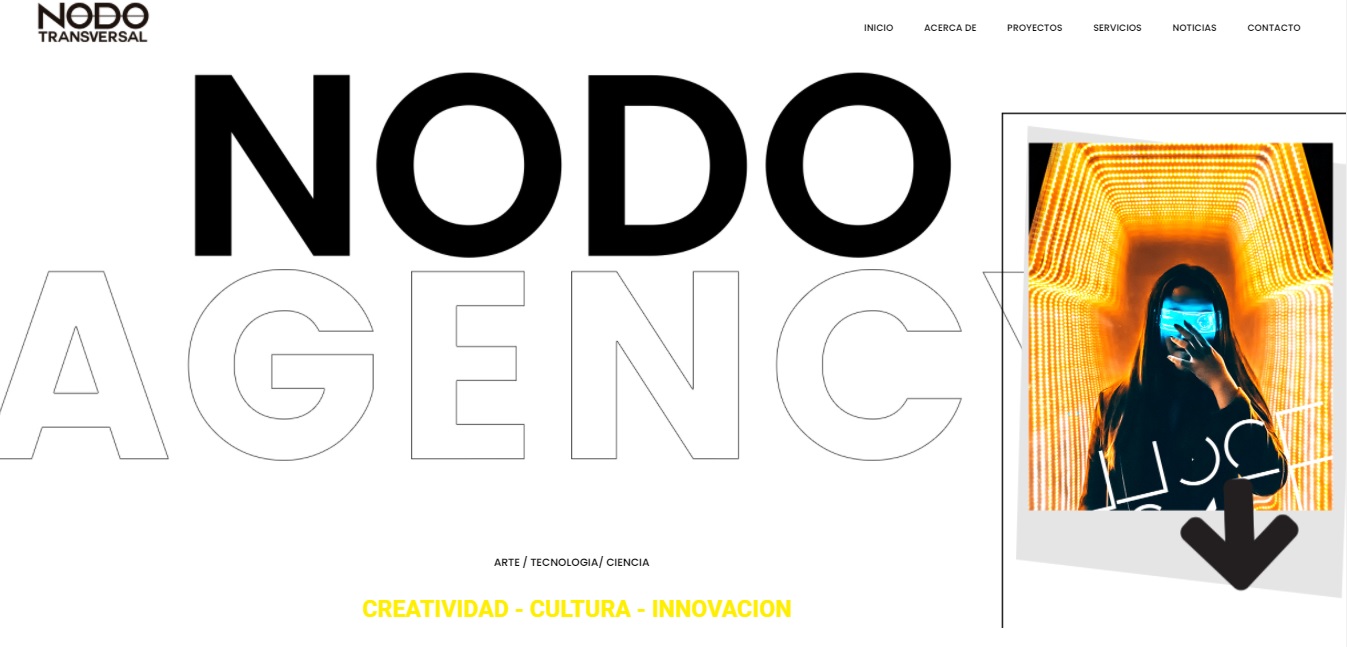 NODO
TRANSVERSAL
INICIO
ACERCA DE
PROYECTOS
SERVICIOS
NOTICIAS
CONTACTO
NODO
AGENCY
ARTE / TECNOLOGIA/ CIENCIA
CREATIVIDAD - CULTURA - INNOVACION